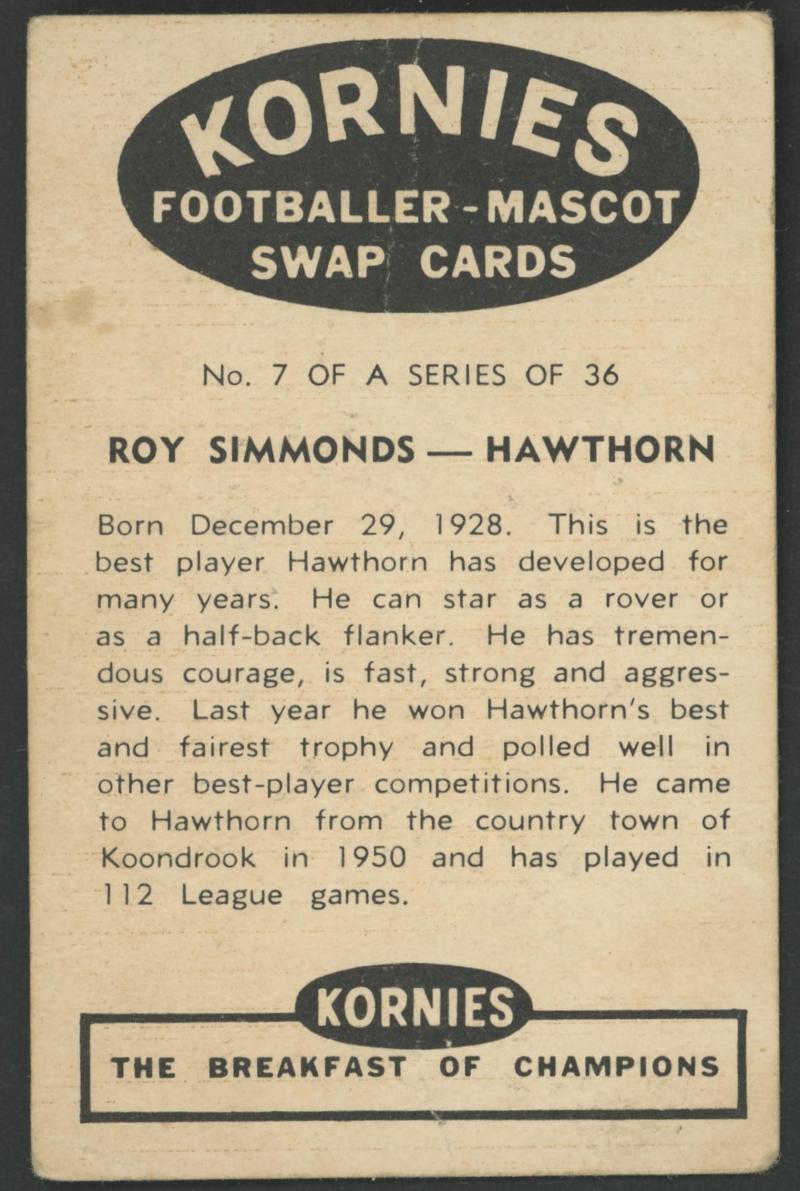 KORNIES
FOOTBALLER - MASCOT
SWAP CARDS
No. 7 OF A SERIES OF 36
ROY SIMMONDS — HAWTHORN
Born December 29, 1928. This is the
best player Hawthorn has developed for
many years. He can star as a rover or
as a half-back flanker. He has tremen-
dous courage, is fast, strong and aggres-
sive. Last year he won Hawthorn's best
and fairest trophy and polled well in
other best-player competitions. He came
to Hawthorn from the country town of
Koondrook in 1950 and has played in
112 League games.
KORNIES
THE BREAKFAST OF CHAMPIONS